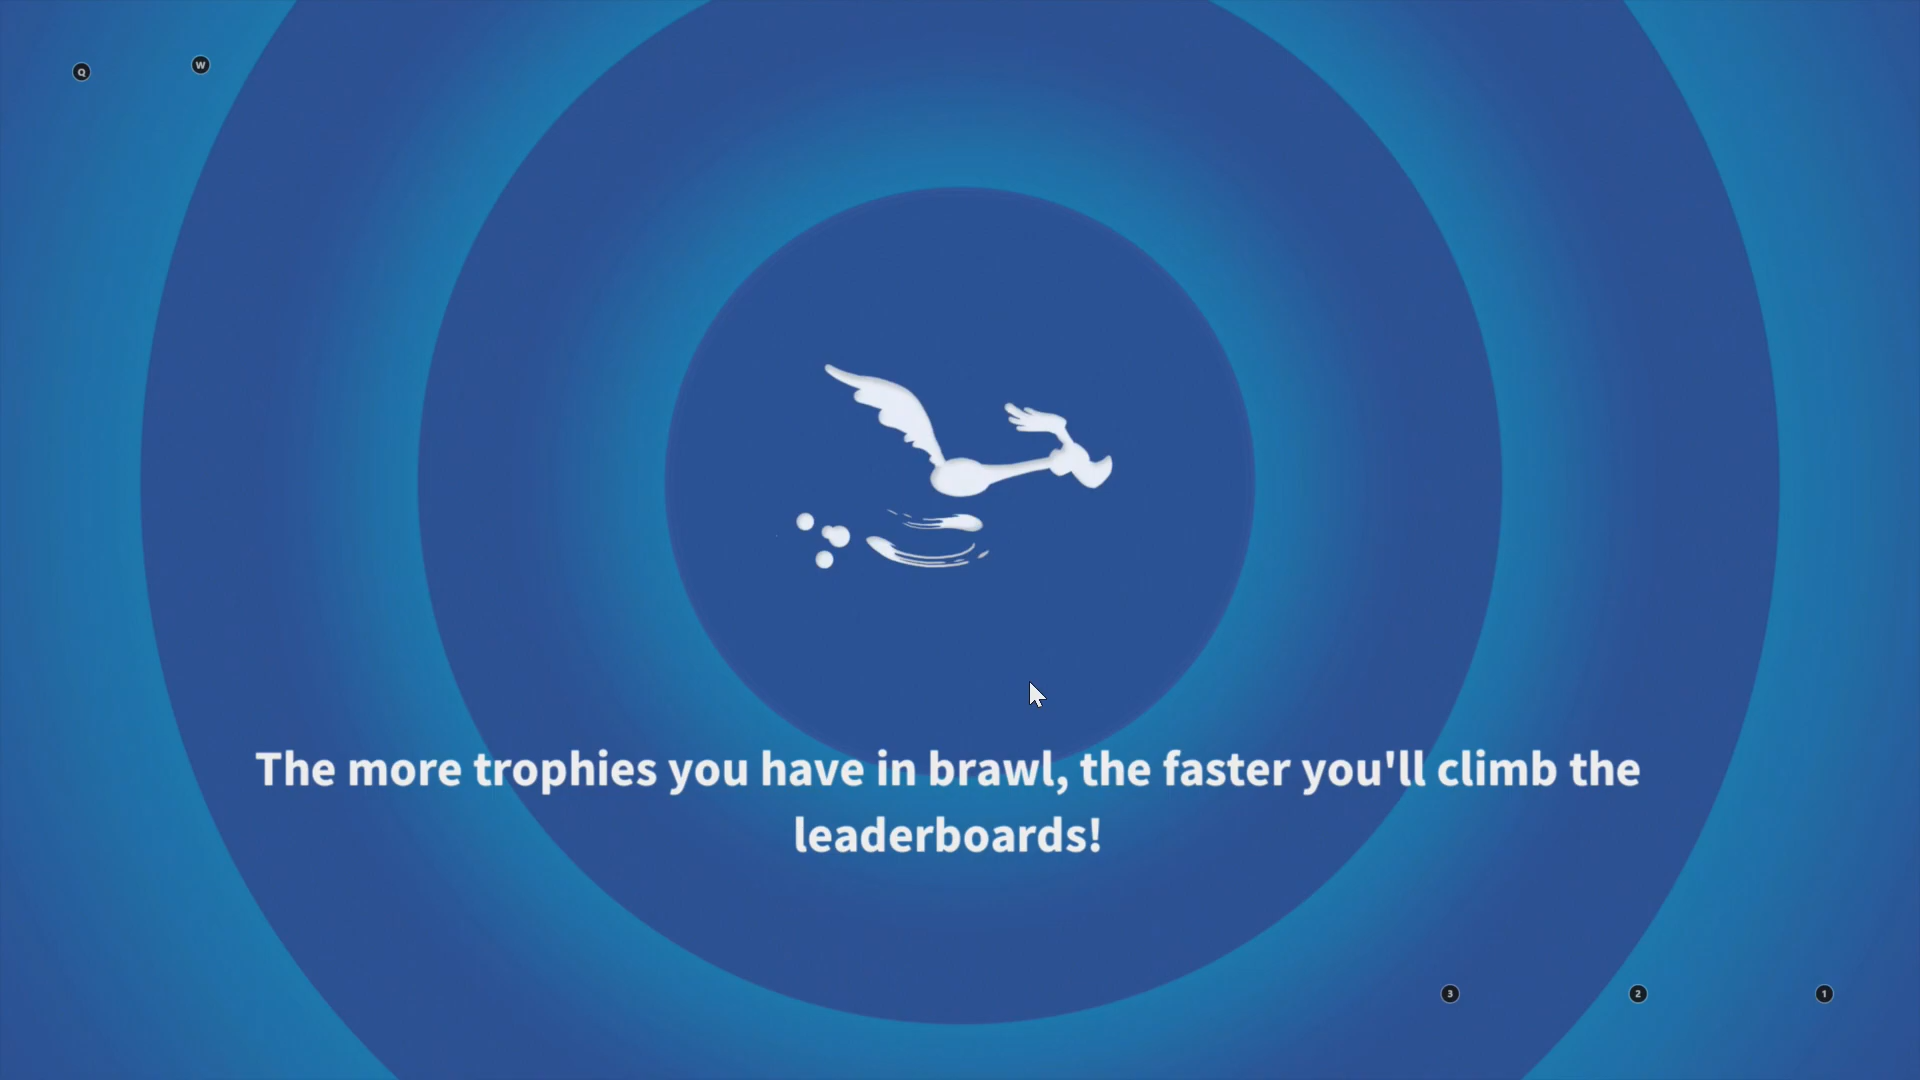 Q W
The more trophies you have in brawl, the faster you'll climb the
leaderboards!
3 2 1